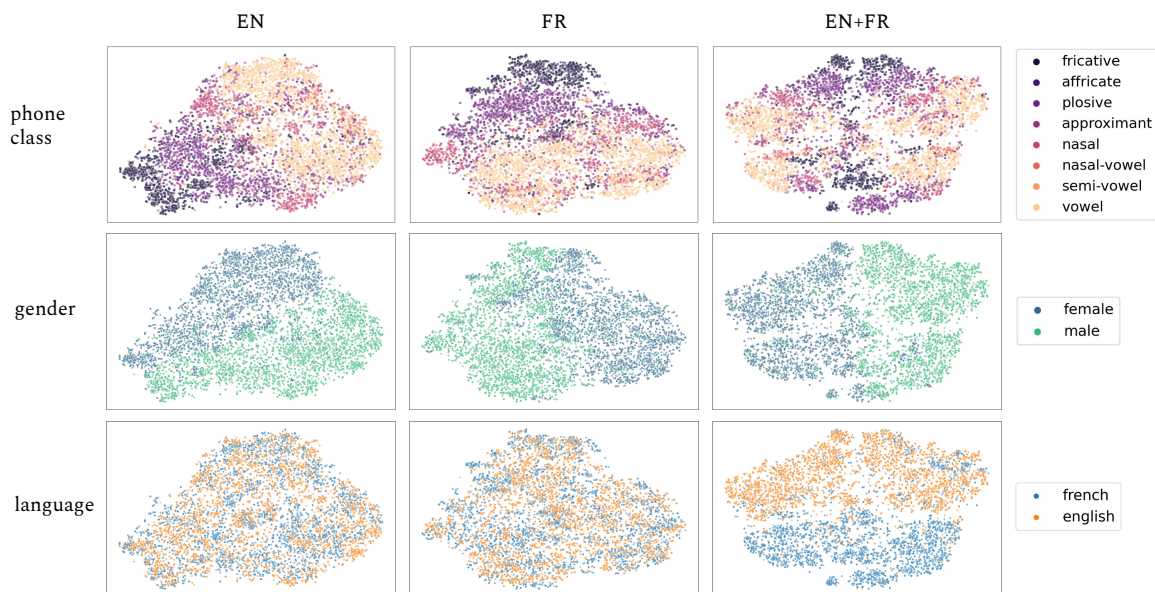 EN FR EN+FR
phone
class
fricative
affricate
plosive
approximant
nasal
nasal-vowel
semi-vowel
vowel
gender
female
male
language
french
english